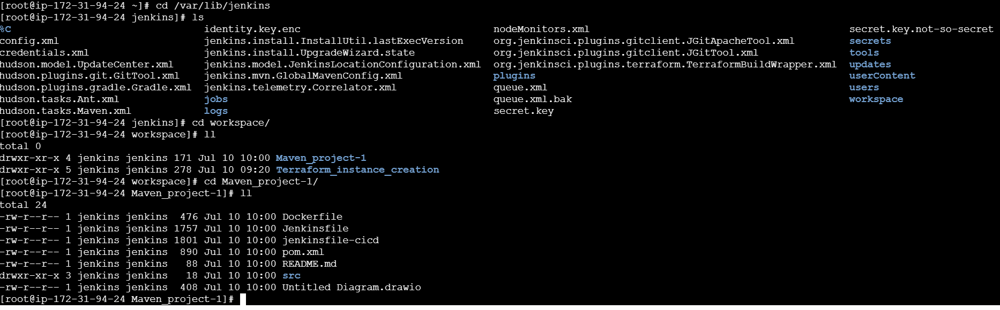 [root@ip-172-31-94-24 ~]# cd /var/lib/jenkins
[root@ip-172-31-94-24 jenkins]# ls
%C                          identity.key.enc                                nodeMonitors.xml                                           secret.key.not-so-secret
config.xml                  jenkins.install.InstallUtil.lastExecVersion     org.jenkinsci.plugins.gitclient.JGitApacheTool.xml         secrets
credentials.xml             jenkins.install.UpgradeWizard.state             org.jenkinsci.plugins.gitclient.JGitTool.xml               tools
hudson.model.UpdateCenter.xml   jenkins.model.JenkinsLocationConfiguration.xml  org.jenkinsci.plugins.terraform.TerraformBuildWrapper.xml  updates
hudson.plugins.git.GitTool.xml  jenkins.mvn.GlobalMavenConfig.xml               plugins                                                    userContent
hudson.plugins.gradle.Gradle.xml  jenkins.telemetry.Correlator.xml                queue.xml                                                  users
hudson.tasks.Ant.xml        jobs                                            queue.xml.bak                                              workspace
hudson.tasks.Maven.xml      logs                                            secret.key
[root@ip-172-31-94-24 jenkins]# cd workspace/
[root@ip-172-31-94-24 workspace]# ll
total 0
drwxr-xr-x 4 jenkins jenkins 171 Jul 10 10:00 Maven_project-1
drwxr-xr-x 5 jenkins jenkins 278 Jul 10 09:20 Terraform_instance_creation
[root@ip-172-31-94-24 workspace]# cd Maven_project-1/
[root@ip-172-31-94-24 Maven_project-1]# ll
total 24
-rw-r--r-- 1 jenkins jenkins  476 Jul 10 10:00 Dockerfile
-rw-r--r-- 1 jenkins jenkins 1757 Jul 10 10:00 Jenkinsfile
-rw-r--r-- 1 jenkins jenkins 1801 Jul 10 10:00 jenkinsfile-cicd
-rw-r--r-- 1 jenkins jenkins  890 Jul 10 10:00 pom.xml
-rw-r--r-- 1 jenkins jenkins   88 Jul 10 10:00 README.md
drwxr-xr-x 3 jenkins jenkins   18 Jul 10 10:00 src
-rw-r--r-- 1 jenkins jenkins  408 Jul 10 10:00 Untitled Diagram.drawio
[root@ip-172-31-94-24 Maven_project-1]#